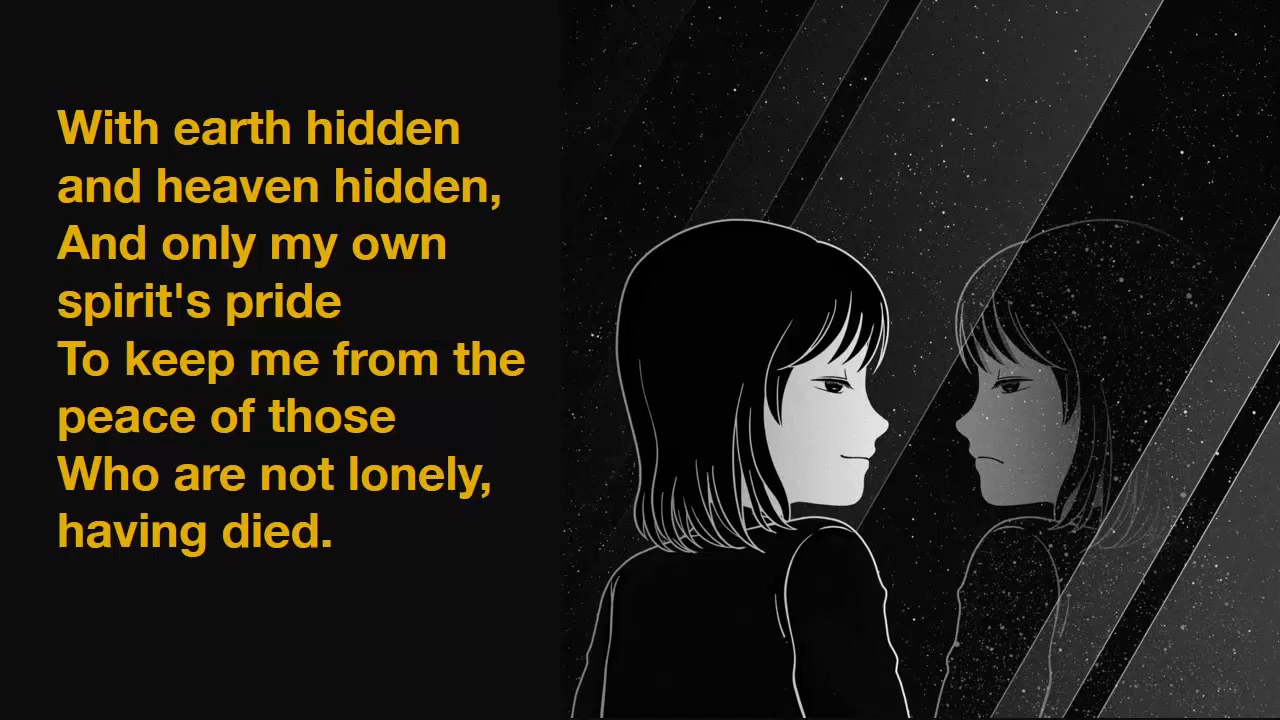 With earth hidden
and heaven hidden,
And only my own
spirit's pride
To keep me from the
peace of those
Who are not lonely,
having died.